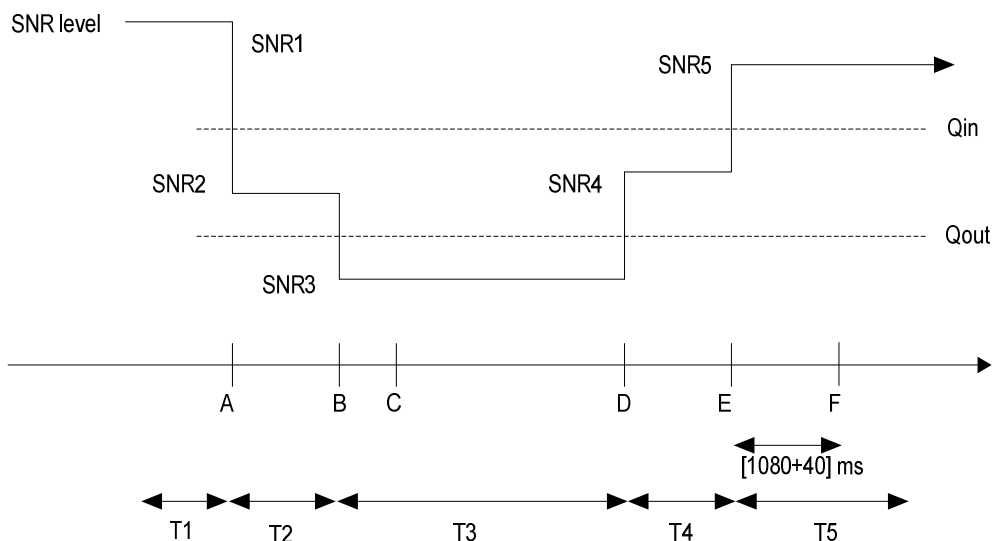 SNR level
SNR1
SNR5
Qin
SNR2
SNR4
Qout
SNR3
A B C D E F
[1080+40] ms
T1 T2 T3 T4 T5